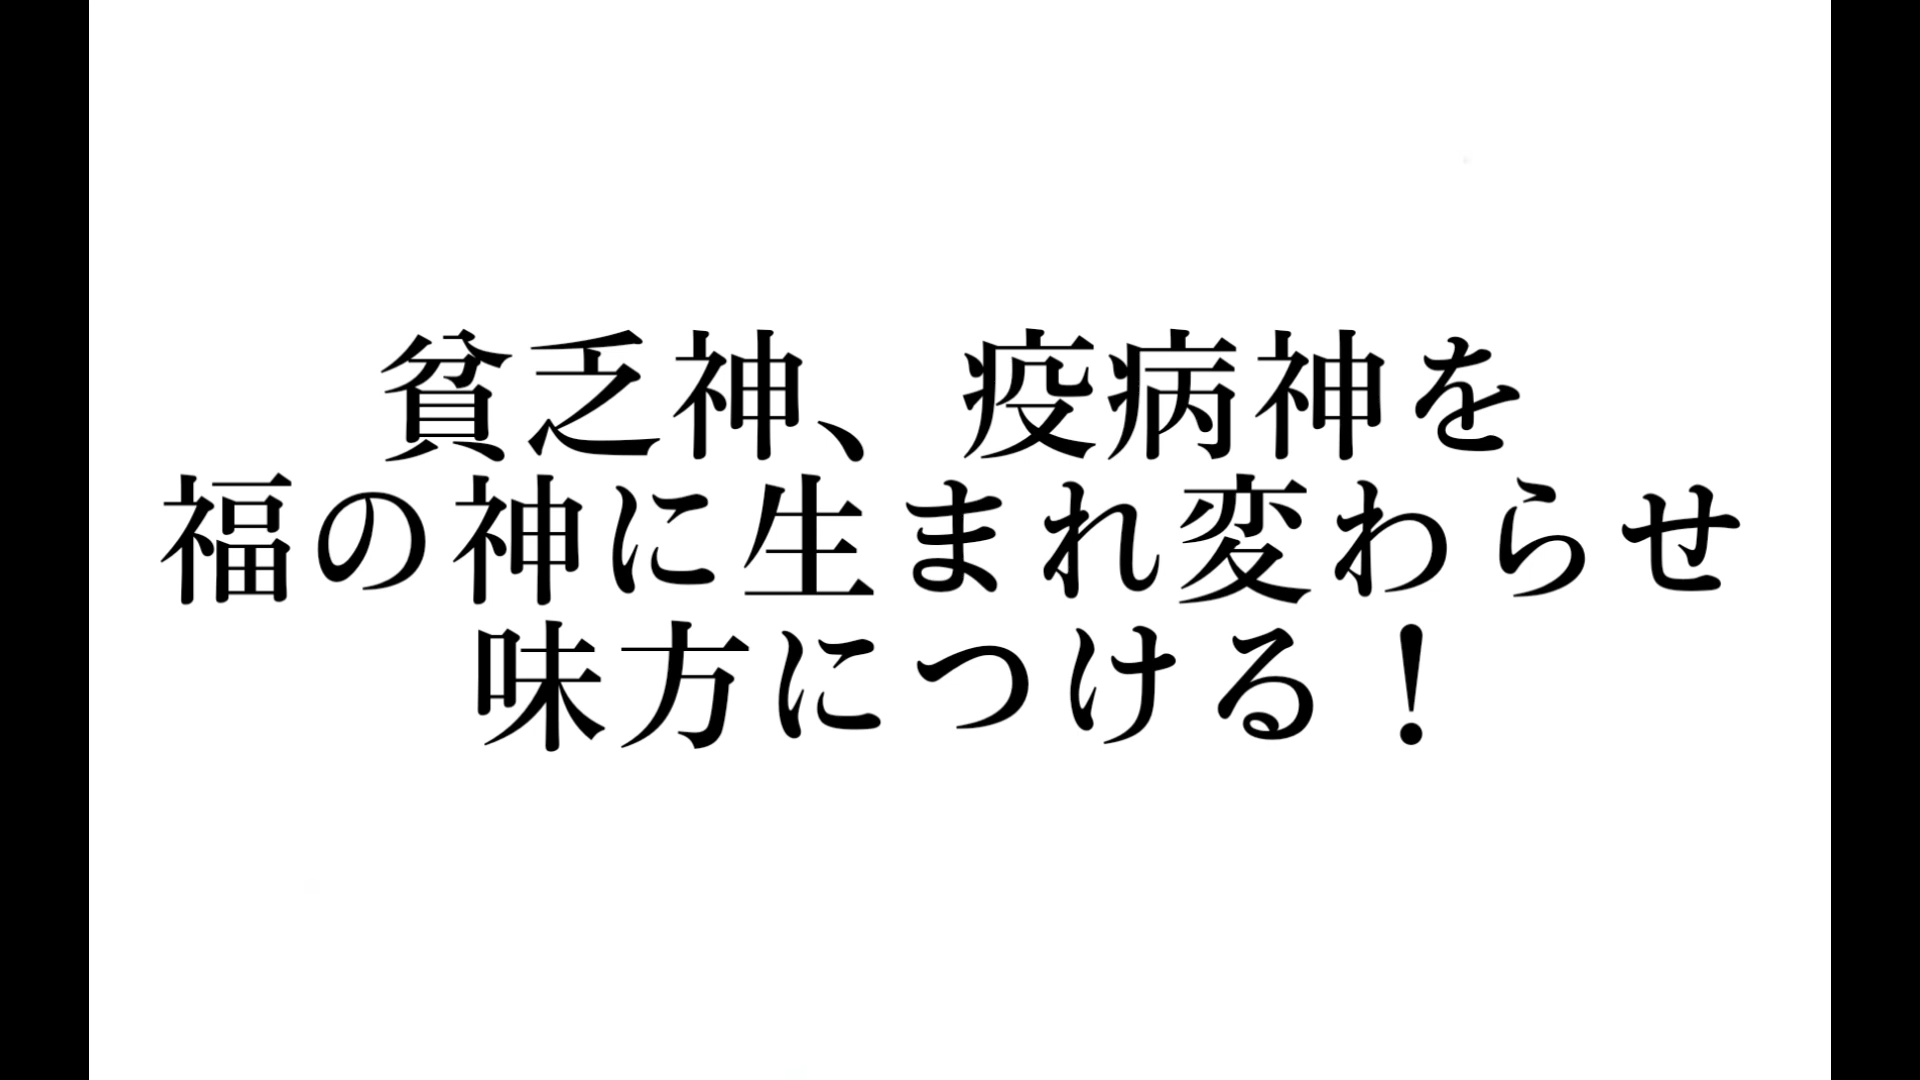 貧乏神、疫病神を
福の神に生まれ変わらせ
味方につける！